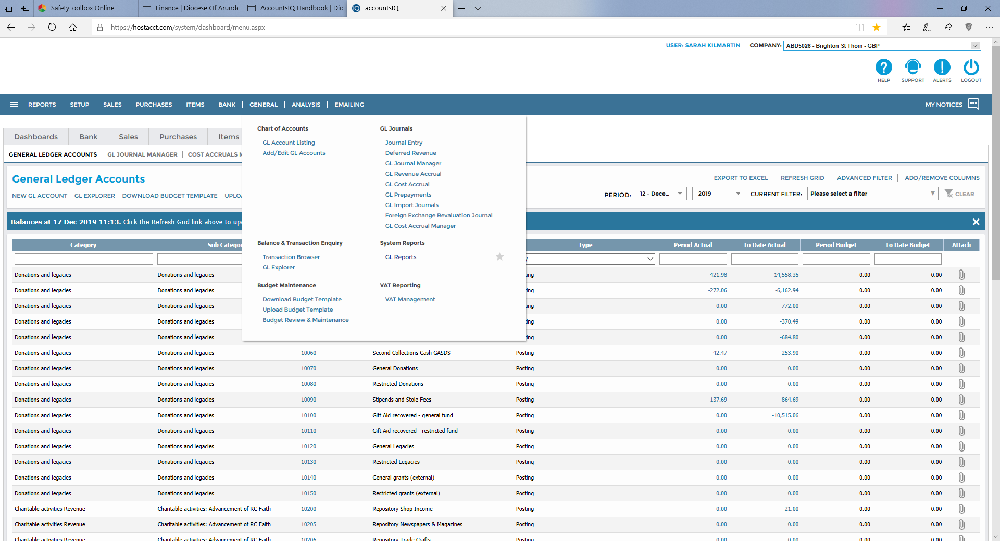 SafetyToolbox Online
Finance | Diocese Of Arunde
AccountsIQ Handbook | Dic
accountsIQ
https://hostacct.com/system/dashboard/menu.aspx
USER: SARAH KILMARTIN
COMPANY: ABD5026 - Brighton St Thom - GBP
HELP SUPPORT ALERTS LOGOUT
REPORTS SETUP SALES PURCHASES ITEMS BANK GENERAL ANALYSIS EMAILING MY NOTICES
Dashboards Bank Sales Purchases Items
GENERAL LEDGER ACCOUNTS GL JOURNAL MANAGER COST ACCRUALS M
General Ledger Accounts
NEW GL ACCOUNT GL EXPLORER DOWNLOAD BUDGET TEMPLATE UPLOA
EXPORT TO EXCEL REFRESH GRID ADVANCED FILTER ADD/REMOVE COLUMNS
PERIOD: 12 - Dece... 2019 CURRENT FILTER: Please select a filter CLEAR
Balances at 17 Dec 2019 11:13. Click the Refresh Grid link above to upd
Chart of Accounts
GL Account Listing
Add/Edit GL Accounts
GL Journals
Journal Entry
Deferred Revenue
GL Journal Manager
GL Revenue Accrual
GL Cost Accrual
GL Prepayments
GL Import Journals
Foreign Exchange Revaluation Journal
GL Cost Accrual Manager
Balance & Transaction Enquiry
Transaction Browser
GL Explorer
System Reports
GL Reports
Budget Maintenance
Download Budget Template
Upload Budget Template
Budget Review & Maintenance
VAT Reporting
VAT Management
Category Sub Categor Type Period Actual To Date Actual Period Budget To Date Budget Attach
y
Donations and legacies Donations and legacies ting -421.98 -14,558.35 0.00 0.00
Donations and legacies Donations and legacies ting -272.06 -6,162.94 0.00 0.00
Donations and legacies Donations and legacies ting 0.00 -772.00 0.00 0.00
Donations and legacies Donations and legacies ting 0.00 -370.49 0.00 0.00
Donations and legacies Donations and legacies ting 0.00 -684.80 0.00 0.00
Donations and legacies Donations and legacies 10060 Second Collections Cash GASDS Posting -42.47 -253.90 0.00 0.00
Donations and legacies Donations and legacies 10070 General Donations Posting 0.00 0.00 0.00 0.00
Donations and legacies Donations and legacies 10080 Restricted Donations Posting 0.00 0.00 0.00 0.00
Donations and legacies Donations and legacies 10090 Stipends and Stole Fees Posting -137.69 -864.69 0.00 0.00
Donations and legacies Donations and legacies 10100 Gift Aid recovered - general fund Posting 0.00 -10,515.06 0.00 0.00
Donations and legacies Donations and legacies 10110 Gift Aid recovered - restricted fund Posting 0.00 0.00 0.00 0.00
Donations and legacies Donations and legacies 10120 General Legacies Posting 0.00 0.00 0.00 0.00
Donations and legacies Donations and legacies 10130 Restricted Legacies Posting 0.00 0.00 0.00 0.00
Donations and legacies Donations and legacies 10140 General grants (external) Posting 0.00 0.00 0.00 0.00
Donations and legacies Donations and legacies 10150 Restricted grants (external) Posting 0.00 0.00 0.00 0.00
Charitable activities Revenue Charitable activities: Advancement of RC Faith 10200 Repository Shop Income Posting 0.00 -21.00 0.00 0.00
Charitable activities Revenue Charitable activities: Advancement of RC Faith 10205 Repository Newspapers & Magazines Posting 0.00 0.00 0.00 0.00
Charitable activities Revenue Charitable activities: Advancement of RC Faith 10206 Repository Trade Crafts Posting 0.00 0.00 0.00 0.00